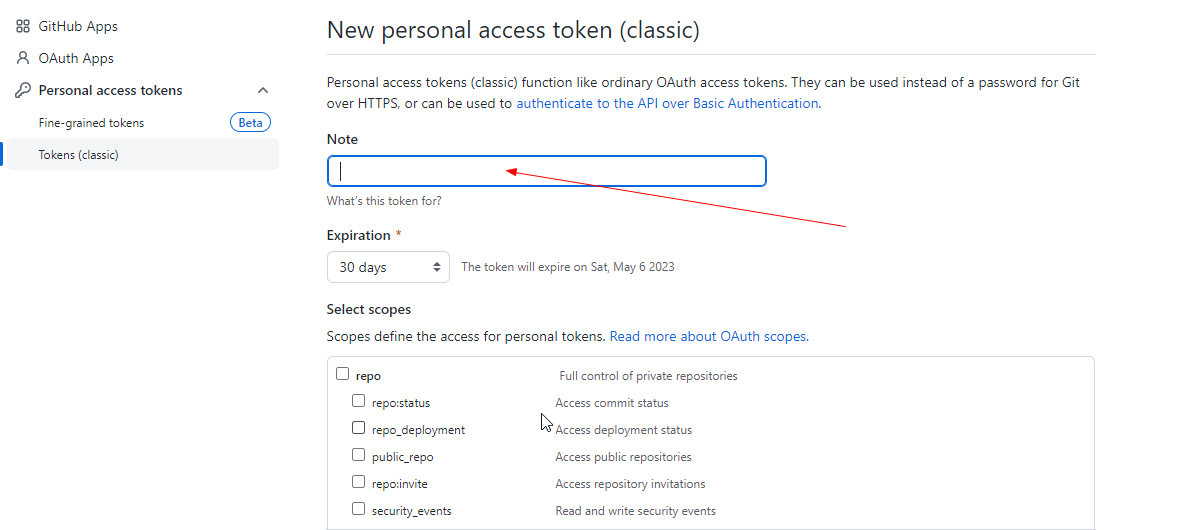 GitHub Apps
OAuth Apps
Personal access tokens
Fine-grained tokens Beta
Tokens (classic)
New personal access token (classic)
Personal access tokens (classic) function like ordinary OAuth access tokens. They can be used instead of a password for Git
over HTTPS, or can be used to authenticate to the API over Basic Authentication.
Note
What's this token for?
Expiration *
30 days The token will expire on Sat, May 6 2023
Select scopes
Scopes define the access for personal tokens. Read more about OAuth scopes.
repo Full control of private repositories
repo:status Access commit status
repo_deployment Access deployment status
public_repo Access public repositories
repo:invite Access repository invitations
security_events Read and write security events